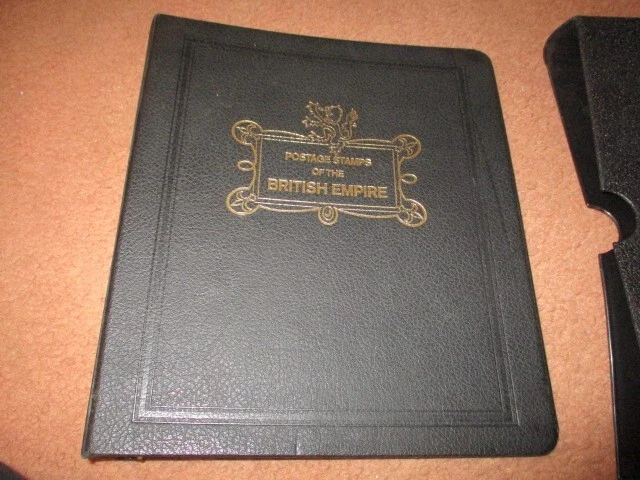 POSTAGE STAMPS
OF THE
BRITISH EMPIRE